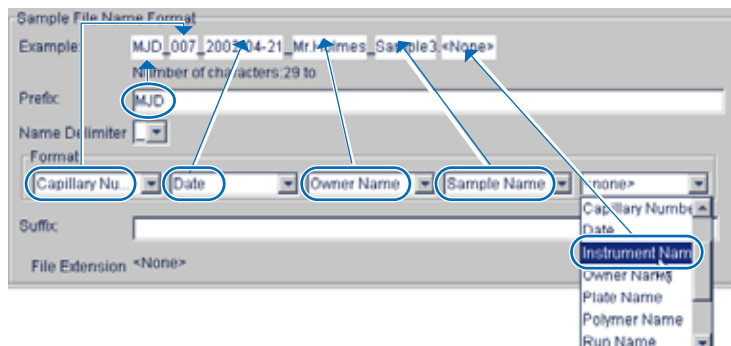 Sample File Name Format
Example: MJD_007_2002-04-21_Mr.Holmes_Sample3.<None>
Number of characters:29 to
Prefix: MJD
Name Delimiter _
Format
Capillary Nu... Date Owner Name Sample Name <none>
Capillary Numbe
Date
Suffix:
Instrument Nam
File Extension <None>
Owner Name
Plate Name
Polymer Name
Run Name